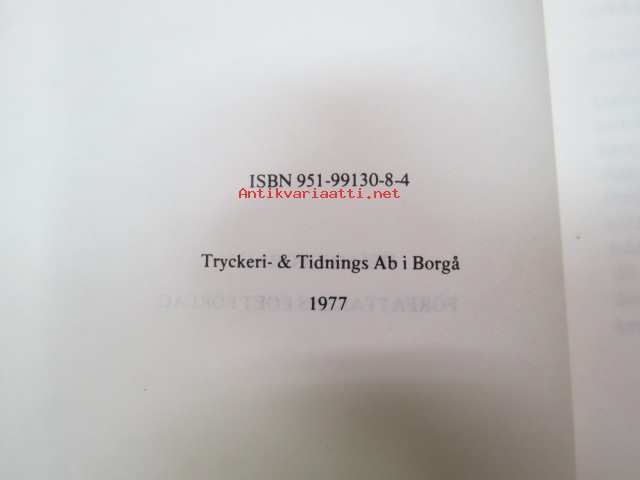 ISBN 951-99130-8-4
Antikvariaatti.net
Tryckeri- & Tidnings Ab i Borgå
1977